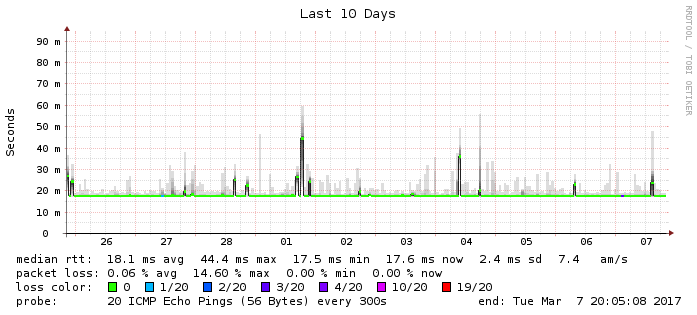 Last 10 Days
RRDTOOL / TOBI OETIKER
Seconds
90 m
80 m
70 m
60 m
50 m
40 m
30 m
20 m
10 m
0
26 27 28 01 02 03 04 05 06 07
median rtt: 18.1 ms avg 44.4 ms max 17.5 ms min 17.6 ms now 2.4 ms sd 7.4 am/s
packet loss: 0.06 % avg 14.60 % max 0.00 % min 0.00 % now
loss color: 0 1/20 2/20 3/20 4/20 10/20 19/20
probe: 20 ICMP Echo Pings (56 Bytes) every 300s end: Tue Mar 7 20:05:08 2017